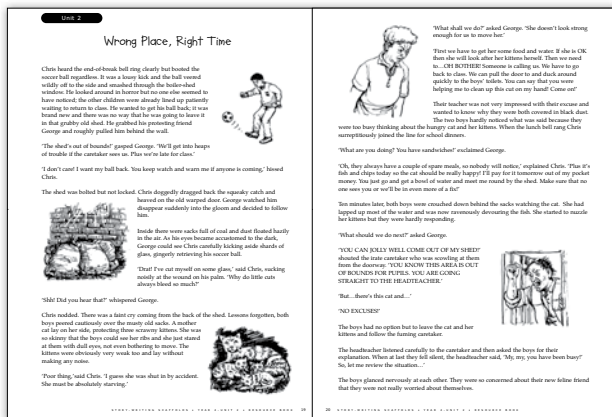 Unit 2
Wrong Place, Right Time
Chris heard the end-of-break bell ring clearly but booted the
soccer ball regardless. It was a lousy kick and the ball veered
wildly off to the side and smashed through the boiler-shed
window. He looked around in horror but no one else seemed to
have noticed; the other children were already lined up patiently
waiting to return to class. He wanted to get his ball back; it was
brand new and there was no way that he was going to leave it
in that grubby old shed. He grabbed his protesting friend
George and roughly pulled him behind the wall.
'The shed's out of bounds!' gasped George. 'We'll get into heaps
of trouble if the caretaker sees us. Plus we're late for class.'
'I don't care! I want my ball back. You keep watch and warn me if anyone is coming,' hissed
Chris.
The shed was bolted but not locked. Chris doggedly dragged back the squeaky catch and
heaved on the old warped door. George watched him
disappear suddenly into the gloom and decided to follow
him.
Inside there were sacks full of coal and dust floated hazily
in the air. As his eyes became accustomed to the dark,
George could see Chris carefully kicking aside shards of
glass, gingerly retrieving his soccer ball.
'Drat! I've cut myself on some glass,' said Chris, sucking
noisily at the wound on his palm. 'Why do little cuts
always bleed so much?'
'Shh! Did you hear that?' whispered George.
Chris nodded. There was a faint cry coming from the back of the shed. Lessons forgotten, both
boys peered cautiously over the musty old sacks. A mother
cat lay on her side, protecting three scrawny kittens. She was
so skinny that the boys could see her ribs and she just stared
at them with dull eyes, not even bothering to move. The
kittens were obviously very weak too and lay without
making any noise.
'Poor thing,' said Chris. 'I guess she was shut in by accident.
She must be absolutely starving.'
STORY-WRITING SCAFFOLDS | YEAR 4–UNIT 2 | RESOURCE BOOK
'What shall we do?' asked George. 'She doesn't look strong
enough for us to move her.'
'First we have to get her some food and water. If she is OK
then she will look after her kittens herself. Then we need
to…OH BOTHER! Someone is calling us. We have to go
back to class. We can pull the door to and duck around
quickly to the boys' toilets. You can say that you were
helping me to clean up this cut on my hand! Come on!'
Their teacher was not very impressed with their excuse and
wanted to know why they were both covered in black dust.
The two boys hardly noticed what was said because they
were too busy thinking about the hungry cat and her kittens. When the lunch bell rang Chris
surreptitiously joined the line for school dinners.
'What are you doing? You have sandwiches!' exclaimed George.
'Oh, they always have a couple of spare meals, so nobody will notice,' explained Chris. 'Plus it's
fish and chips today so the cat should be really happy! I'll pay for it tomorrow out of my pocket
money. You just go and get a bowl of water and meet me round by the shed. Make sure that no
one sees you or we'll be in even more of a fix!'
Ten minutes later, both boys were crouched down behind the sacks watching the cat. She had
lapped up most of the water and was now ravenously devouring the fish. She started to nuzzle
her kittens but they were hardly responding.
'What should we do next?' asked George.
'YOU CAN JOLLY WELL COME OUT OF MY SHED!'
shouted the irate caretaker who was scowling at them
from the doorway. 'YOU KNOW THIS AREA IS OUT
OF BOUNDS FOR PUPILS. YOU ARE GOING
STRAIGHT TO THE HEADTEACHER.'
'But…there's this cat and…'
'NO EXCUSES!'
The boys had no option but to leave the cat and her
kittens and follow the fuming caretaker.
The headteacher listened carefully to the caretaker and then asked the boys for their
explanation. When at last they fell silent, the headteacher said, 'My, my, you have been busy!'
So, let me review the situation…'
The boys glanced nervously at each other. They were so concerned about their new feline friend
that they were not really worried about themselves.
20 STORY-WRITING SCAFFOLDS | YEAR 4–UNIT 2 | RESOURCE BOOK